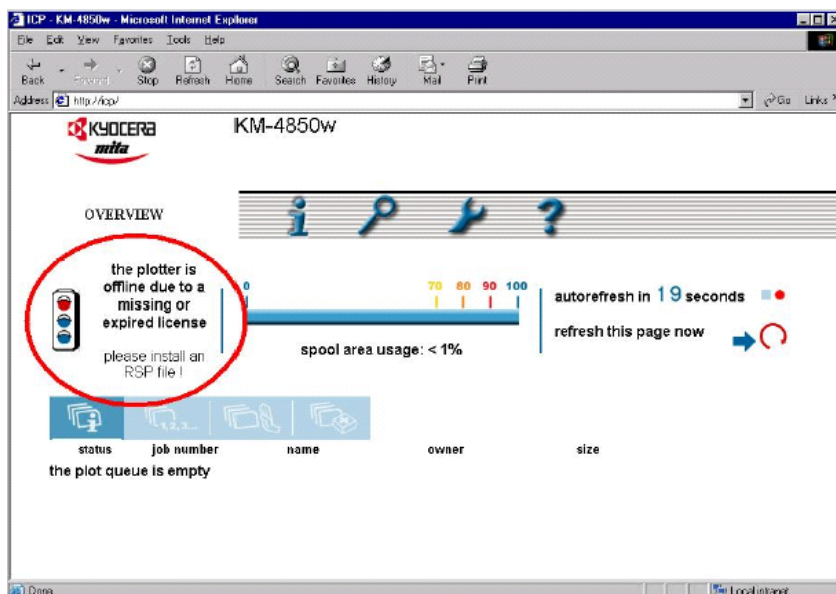 ICP - KM-4850w - Microsoft Internet Explorer
File Edit View Favorites Tools Help
Back Forward Stop Refresh Home Search Favorites History Mail Print
Address http://icp/ Go Links »
KYOCERA
mita
KM-4850w
OVERVIEW
the plotter is
offline due to a
missing or
expired license
please install an
RSP file !
0 70 80 90 100
spool area usage: < 1%
autorefresh in 19 seconds
refresh this page now
1,2,3...
status job number name owner size
the plot queue is empty
Done Local intranet